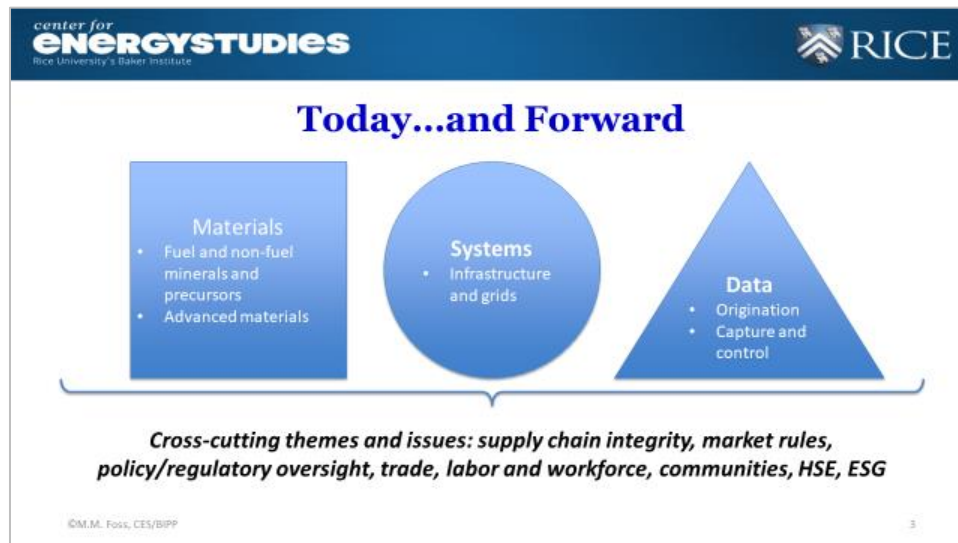 center for
ENERGYSTUDIES
Rice University's Baker Institute
RICE
Today...and Forward
Materials
• Fuel and non-fuel
minerals and
precursors
• Advanced materials
Systems
• Infrastructure
and grids
Data
• Origination
• Capture and
control
Cross-cutting themes and issues: supply chain integrity, market rules,
policy/regulatory oversight, trade, labor and workforce, communities, HSE, ESG
©M.M. Foss, CES/BIPP
3